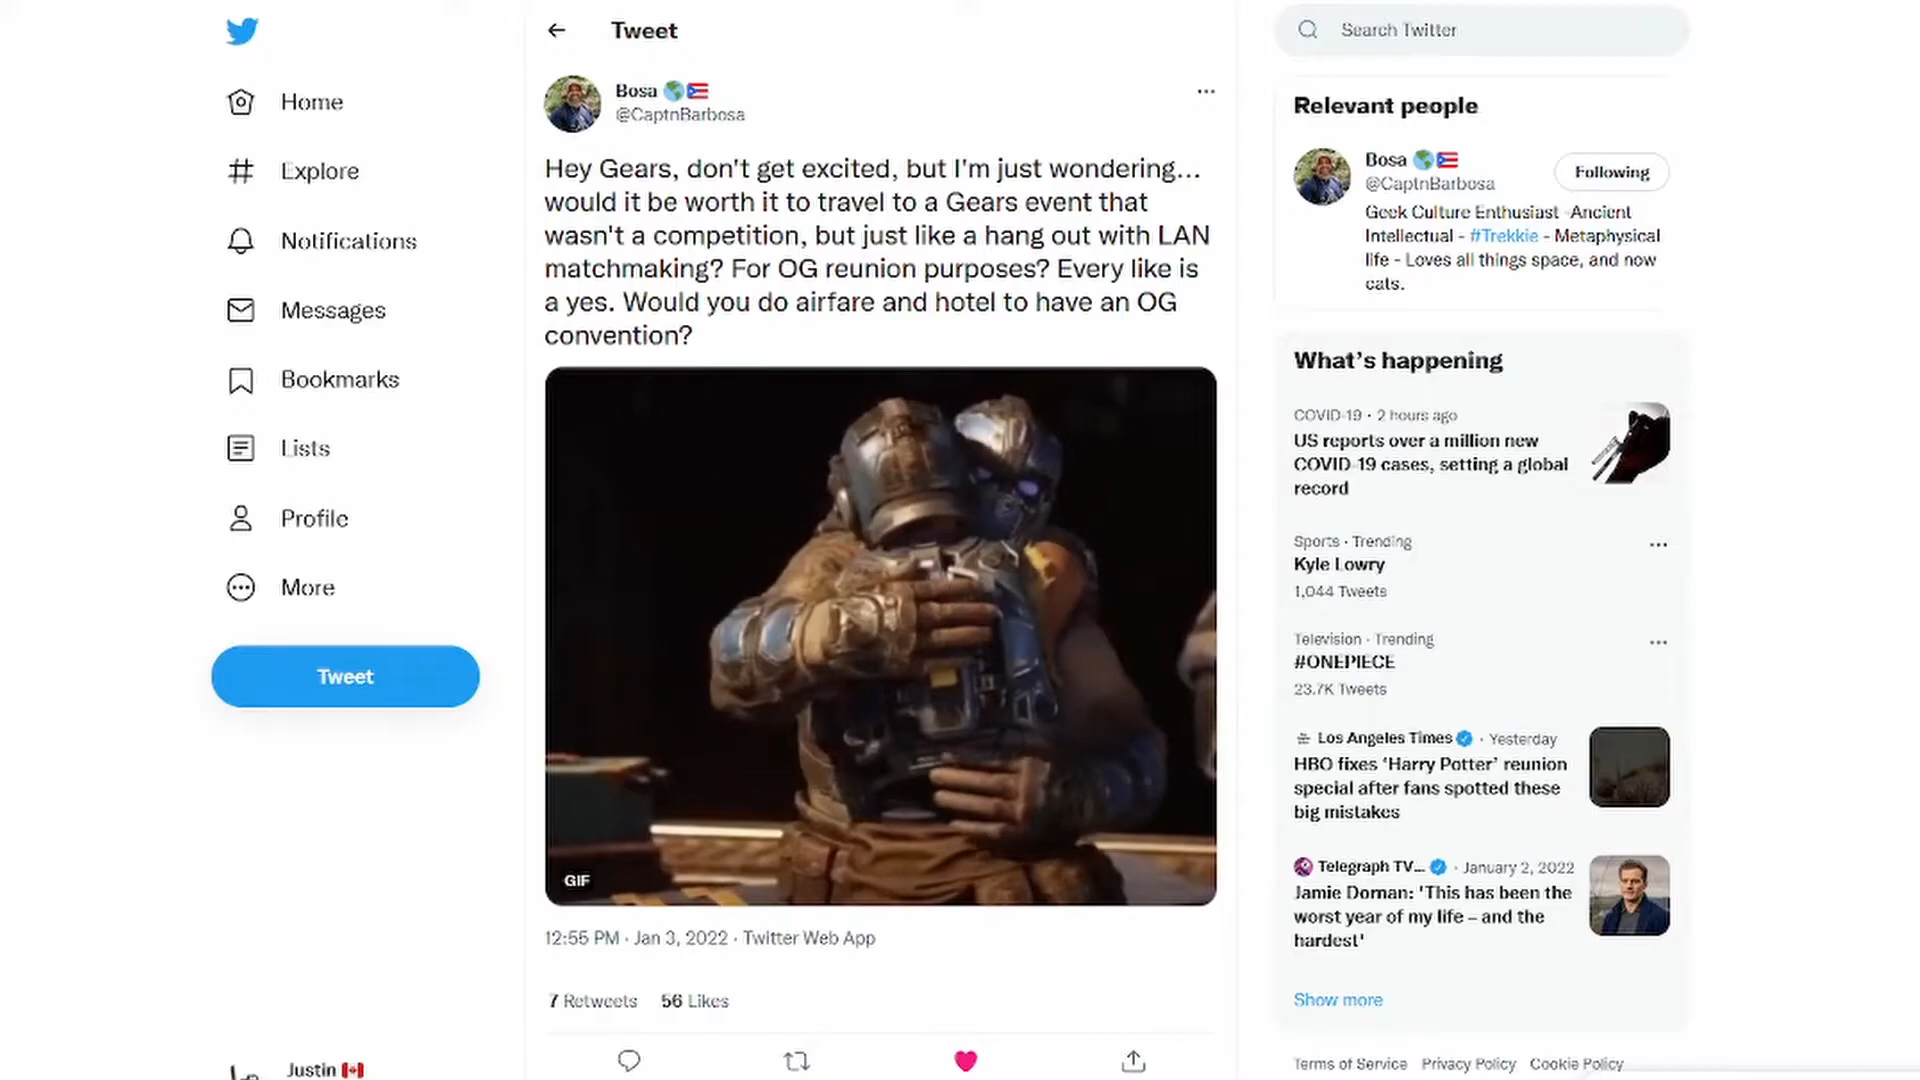 Home
Explore
Notifications
Messages
Bookmarks
Lists
Profile
More
Tweet
Justin
Tweet
Bosa
@CaptnBarbosa
Hey Gears, don't get excited, but I'm just wondering...
would it be worth it to travel to a Gears event that
wasn't a competition, but just like a hang out with LAN
matchmaking? For OG reunion purposes? Every like is
a yes. Would you do airfare and hotel to have an OG
convention?
GIF
12:55 PM · Jan 3, 2022 · Twitter Web App
7 Retweets 56 Likes
Search Twitter
Relevant people
Bosa
@CaptnBarbosa
Following
Geek Culture Enthusiast -Ancient
Intellectual - #Trekkie - Metaphysical
life - Loves all things space, and now
cats.
What's happening
COVID-19 · 2 hours ago
US reports over a million new
COVID-19 cases, setting a global
record
Sports · Trending
Kyle Lowry
1,044 Tweets
Television · Trending
#ONEPIECE
23.7K Tweets
Los Angeles Times · Yesterday
HBO fixes 'Harry Potter' reunion
special after fans spotted these
big mistakes
Telegraph TV... · January 2, 2022
Jamie Dornan: 'This has been the
worst year of my life – and the
hardest'
Show more
Terms of Service Privacy Policy Cookie Policy